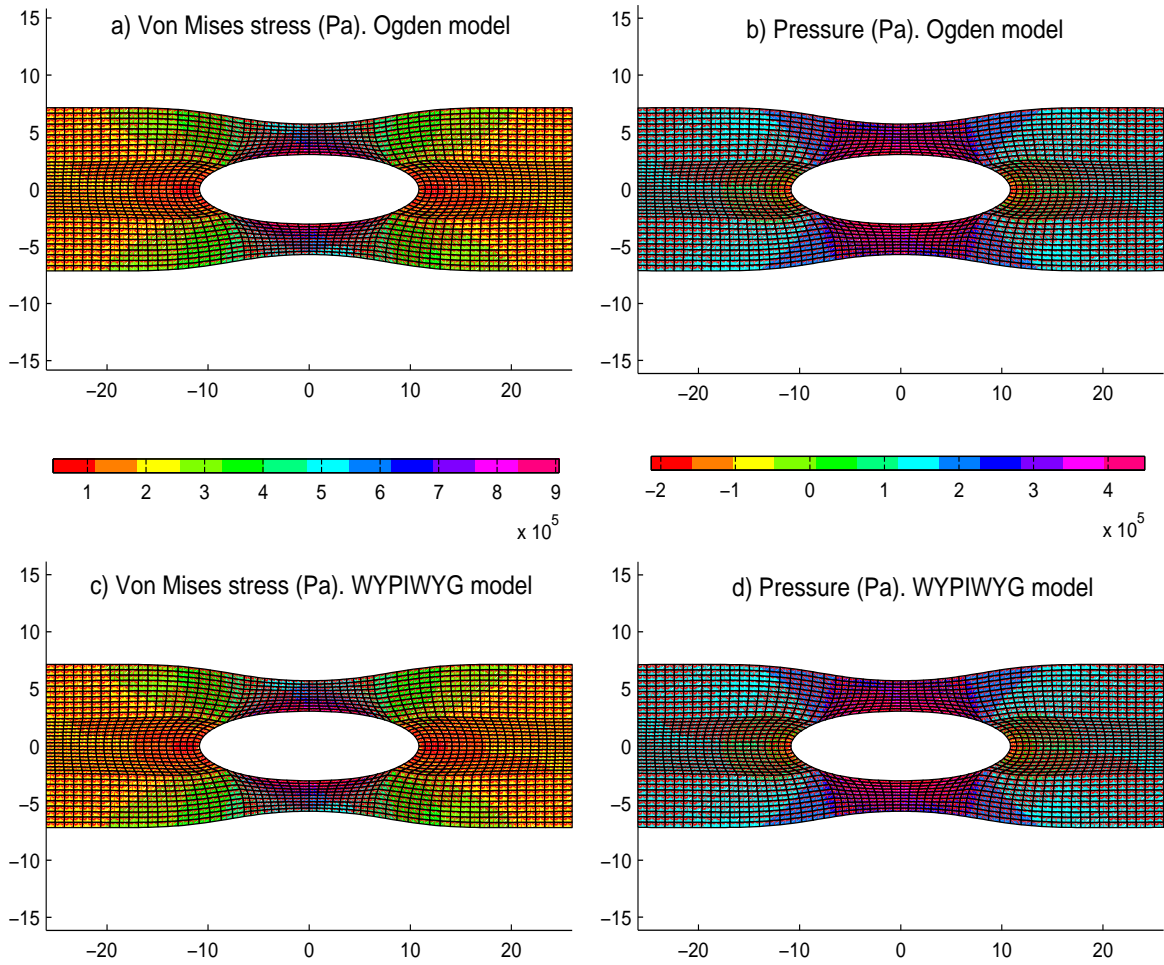 a) Von Mises stress (Pa). Ogden model
15
10
5
0
−5
−10
−15
−20 −10 0 10 20
b) Pressure (Pa). Ogden model
15
10
5
0
−5
−10
−15
−20 −10 0 10 20
1 2 3 4 5 6 7 8 9
x 10^5
−2 −1 0 1 2 3 4
x 10^5
c) Von Mises stress (Pa). WYPIWYG model
15
10
5
0
−5
−10
−15
−20 −10 0 10 20
d) Pressure (Pa). WYPIWYG model
15
10
5
0
−5
−10
−15
−20 −10 0 10 20